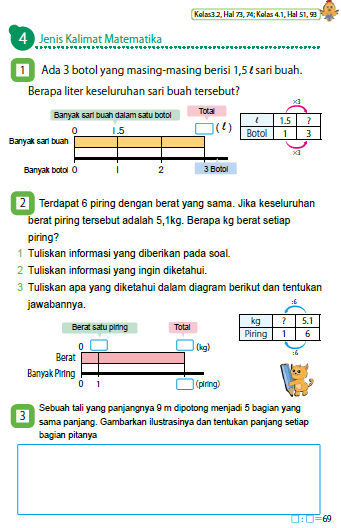 Kelas3.2, Hal 73, 74; Kelas 4.1, Hal 51, 93
4 Jenis Kalimat Matematika
1 Ada 3 botol yang masing-masing berisi 1,5 ℓ sari buah.
Berapa liter keseluruhan sari buah tersebut?
Banyak sari buah dalam satu botol
Total
0 1.5 (ℓ)
Banyak sari buah
Banyak botol 0 1 2 3 Botol
×3
ℓ 1.5 ?
Botol 1 3
×3
2 Terdapat 6 piring dengan berat yang sama. Jika keseluruhan
berat piring tersebut adalah 5,1kg. Berapa kg berat setiap
piring?
1 Tuliskan informasi yang diberikan pada soal.
2 Tuliskan informasi yang ingin diketahui.
3 Tuliskan apa yang diketahui dalam diagram berikut dan tentukan
jawabannya.
Berat satu piring Total
0 (kg)
Berat
Banyak Piring
0 1 (piring)
:6
kg ? 5.1
Piring 1 6
:6
3 Sebuah tali yang panjangnya 9 m dipotong menjadi 5 bagian yang
sama panjang. Gambarkan ilustrasinya dan tentukan panjang setiap
bagian pitanya
□ : □ = 69